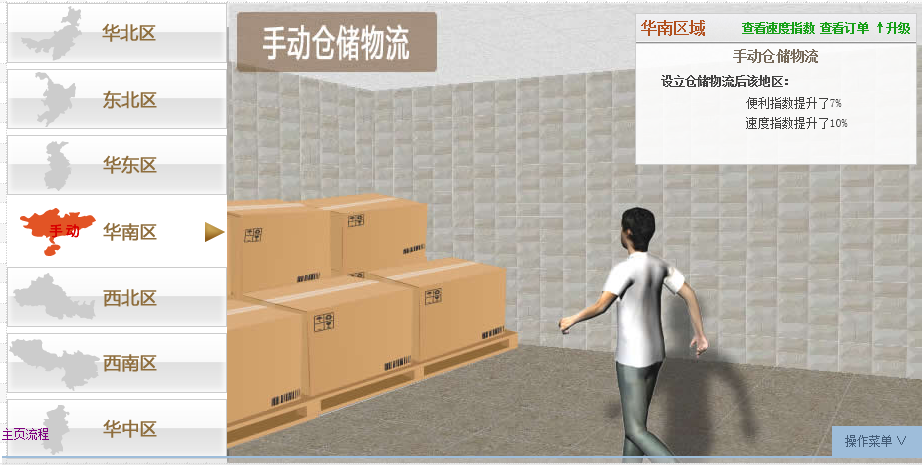 华北区
东北区
华东区
手动 华南区
西北区
西南区
华中区
主页流程
手动仓储物流
华南区域 查看速度指数 查看订单 ↑升级
手动仓储物流
设立仓储物流后该地区：
便利指数提升了7%
速度指数提升了10%
操作菜单 ∨